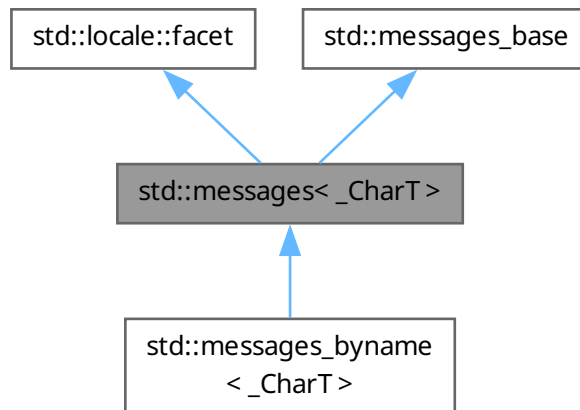 std::locale::facet
std::messages_base
std::messages< _CharT >
std::messages_byname
< _CharT >